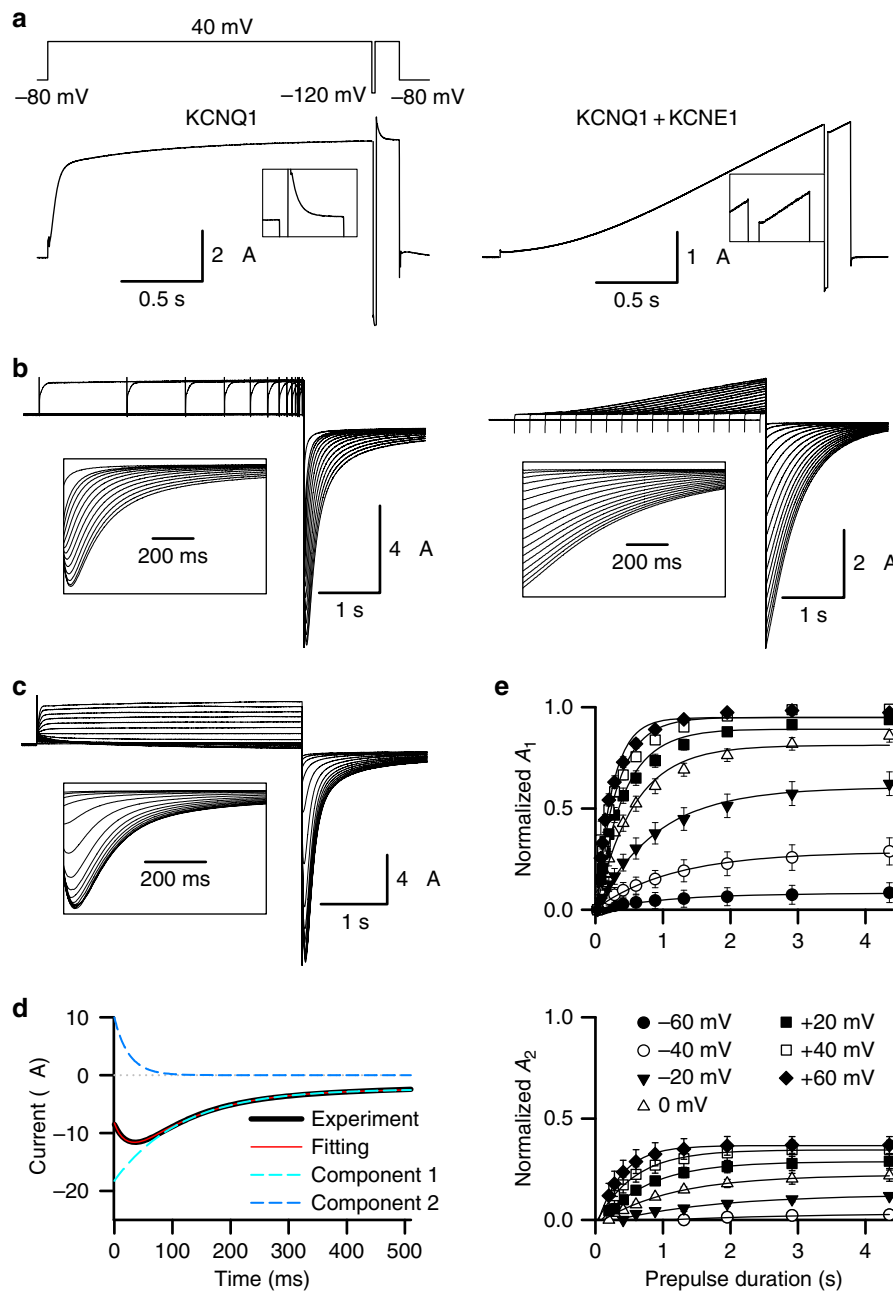 a
40 mV
−80 mV
−120 mV
−80 mV
KCNQ1
KCNQ1 + KCNE1
2 A
0.5 s
1 A
0.5 s
b
200 ms
4 A
1 s
200 ms
2 A
1 s
c
200 ms
4 A
1 s
e
1.0
0.5
0.0
Normalized A1
0 1 2 3 4
d
10
0
−10
−20
Current ( A)
Experiment
Fitting
Component 1
Component 2
0 100 200 300 400 500
Time (ms)
1.0
0.5
0.0
Normalized A2
−60 mV
−40 mV
−20 mV
0 mV
+20 mV
+40 mV
+60 mV
0 1 2 3 4
Prepulse duration (s)